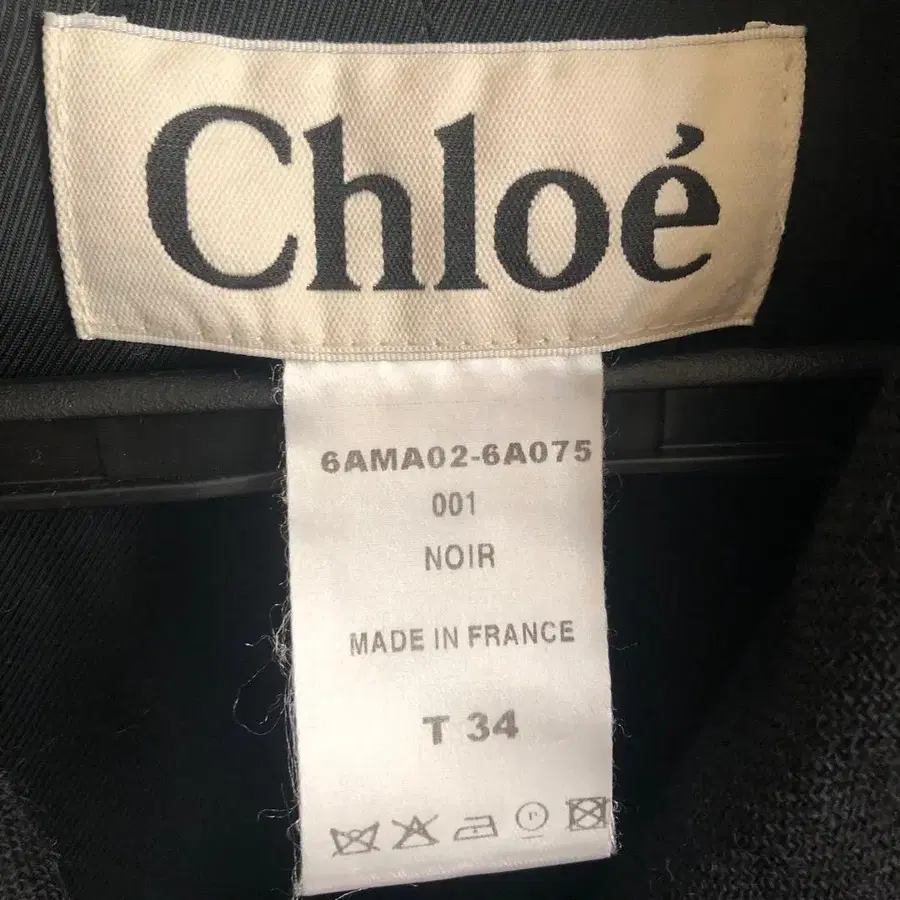 Chloé
6AMA02-6A075
001
NOIR
MADE IN FRANCE
T 34
P